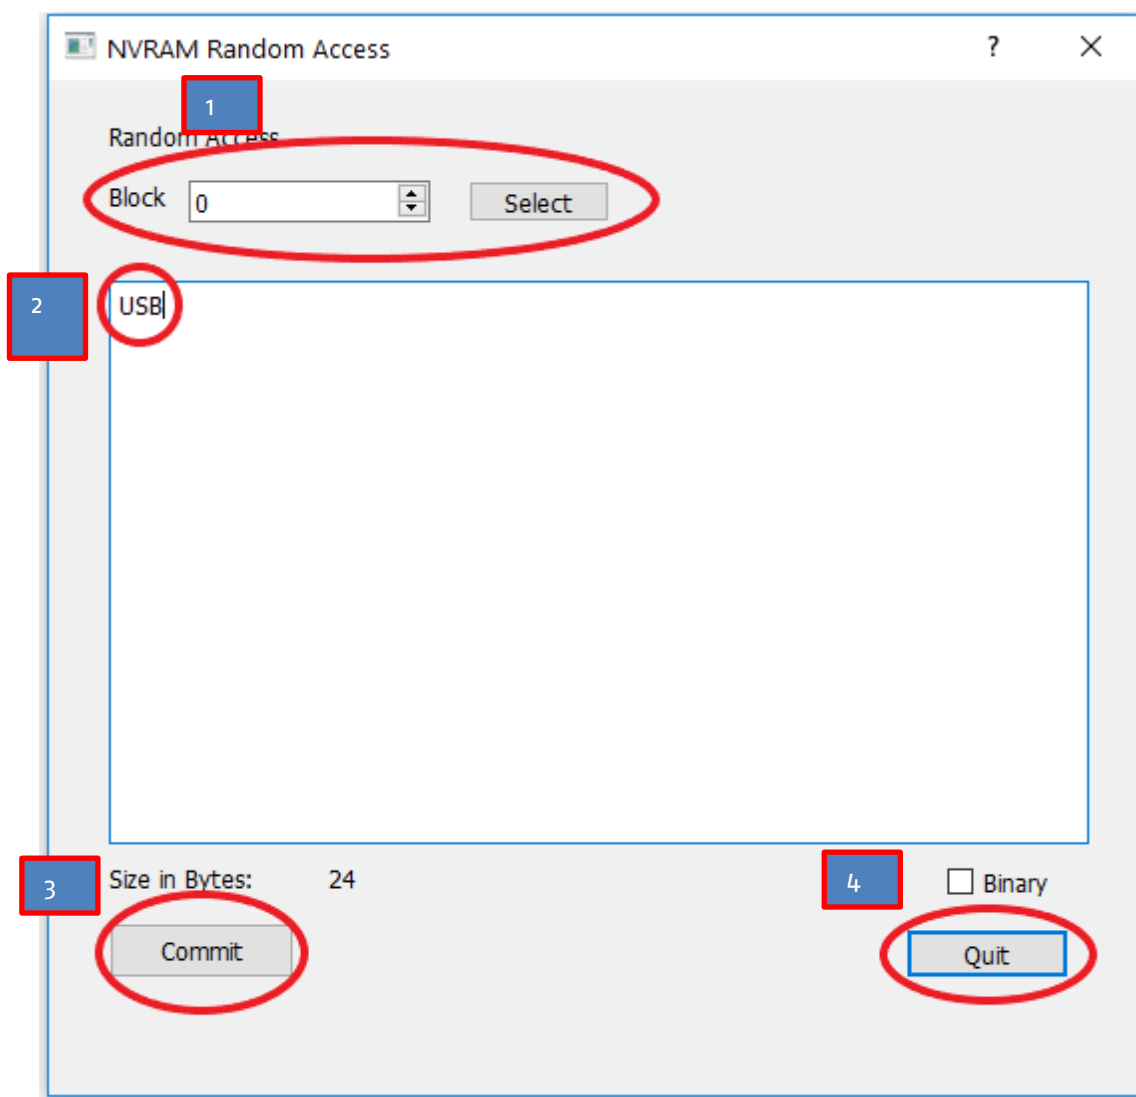 NVRAM Random Access ?
1
Random Access
Block 0 Select
2
USB
3
Size in Bytes: 24
4
Binary
Commit
Quit